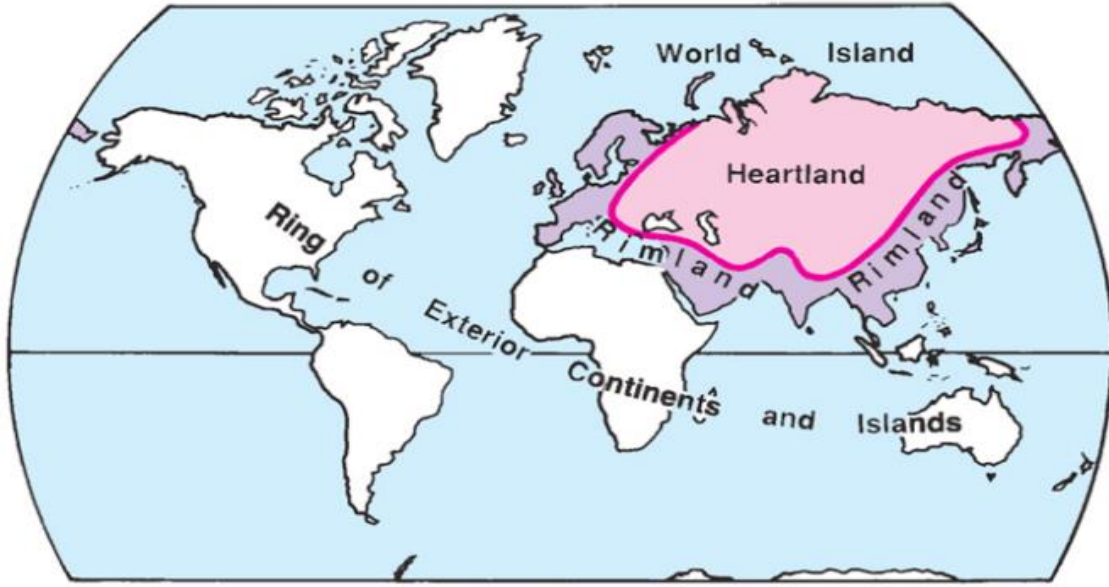 World Island
Heartland
Rimland
Rimland
Ring of Exterior Continents and Islands